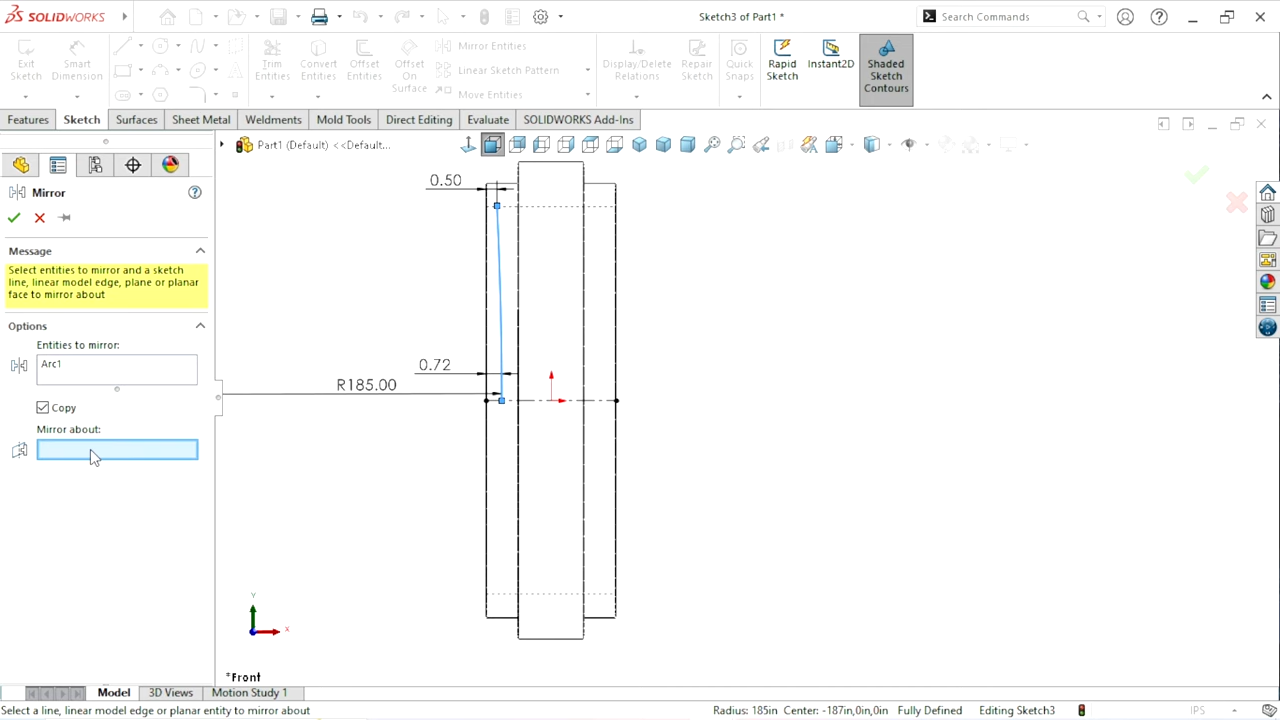 SOLIDWORKS
Sketch3 of Part1 *
Search Commands
Exit Sketch
Smart Dimension
Trim Entities
Convert Entities
Offset Entities
Offset On Surface
Mirror Entities
Linear Sketch Pattern
Move Entities
Display/Delete Relations
Repair Sketch
Quick Snaps
Rapid Sketch
Instant2D
Shaded Sketch Contours
Features
Sketch
Surfaces
Sheet Metal
Weldments
Mold Tools
Direct Editing
Evaluate
SOLIDWORKS Add-Ins
Part1 (Default) <<Default...
Mirror
Message
Select entities to mirror and a sketch
line, linear model edge, plane or planar
face to mirror about
Options
Entities to mirror:
Arc1
Copy
Mirror about:
0.50
0.72
R185.00
Y
X
*Front
Model
3D Views
Motion Study 1
Select a line, linear model edge or planar entity to mirror about
Radius: 185in Center: -187in,0in,0in
Fully Defined
Editing Sketch3
IPS